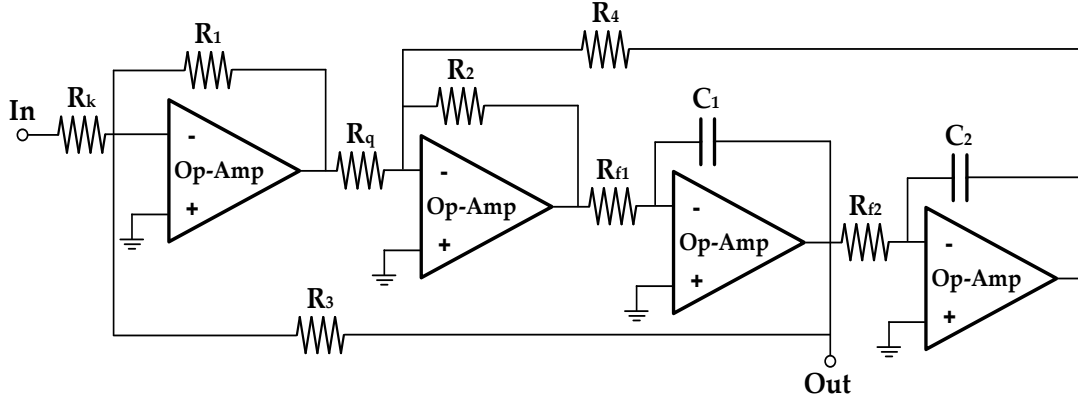 R4
R1
R2
C1
In
Rk
-
Op-Amp
+
Rq
-
Op-Amp
+
Rf1
-
Op-Amp
+
C2
Rf2
-
Op-Amp
+
R3
Out